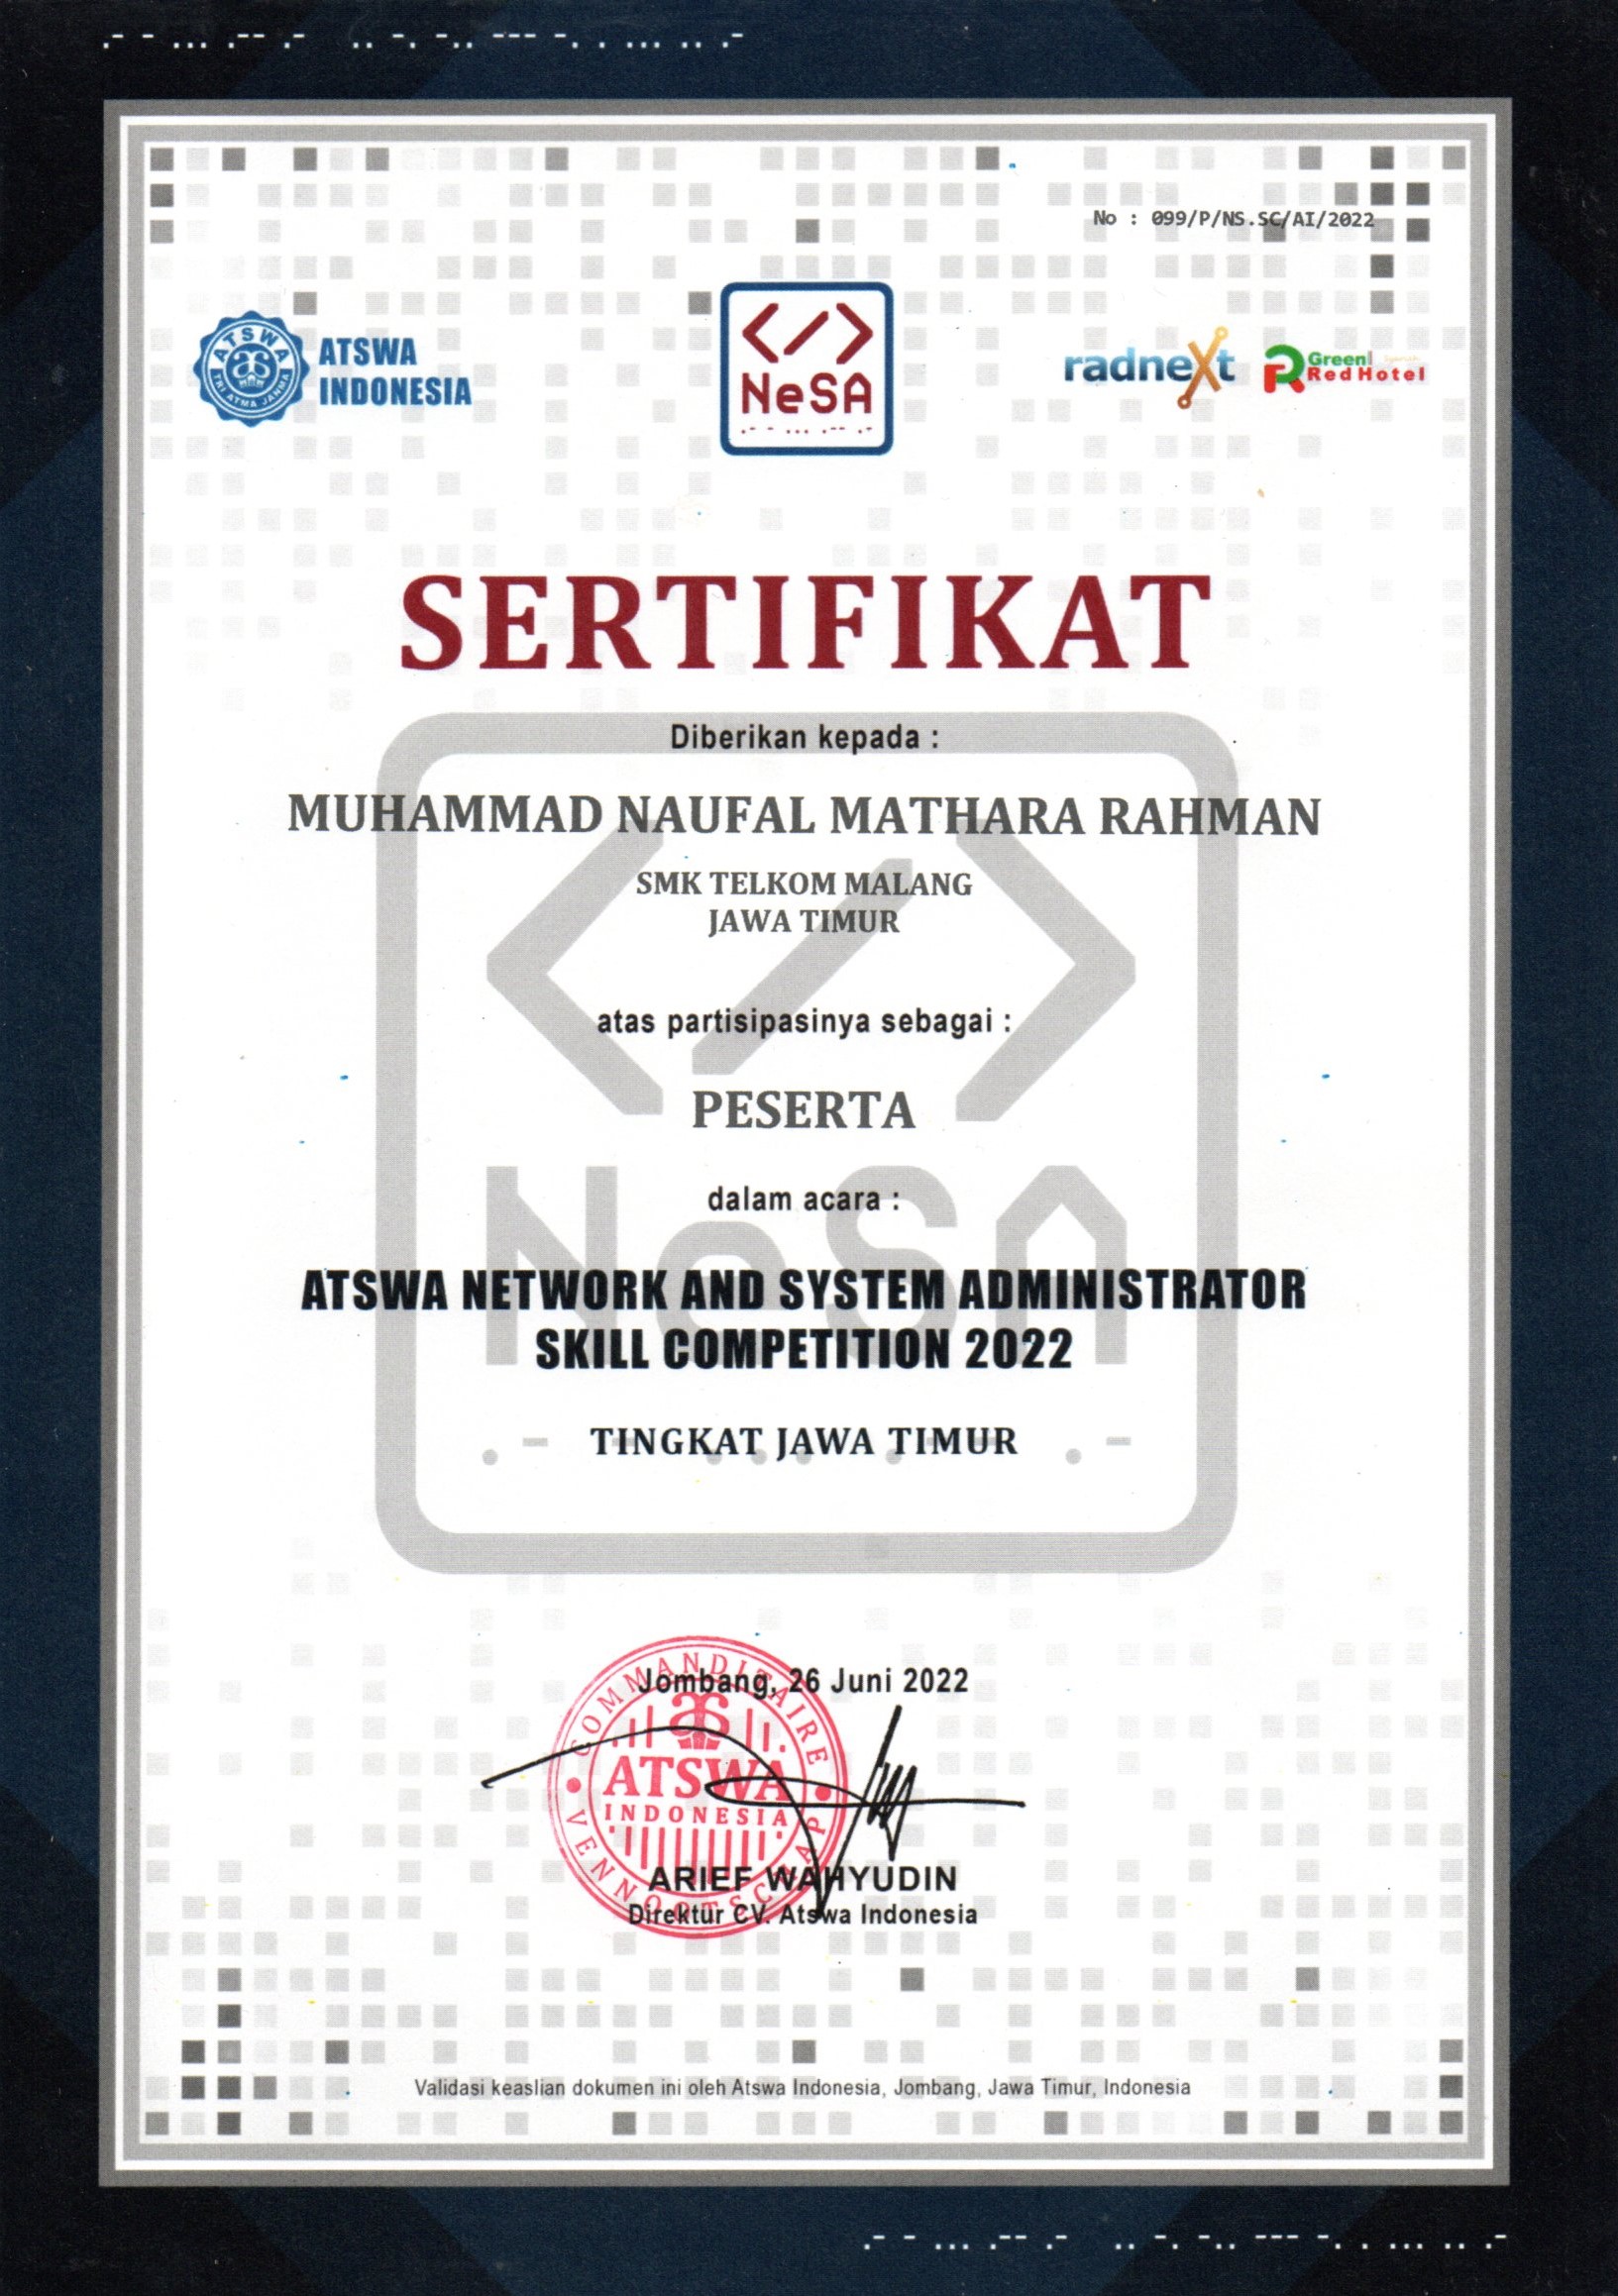 .- - ... .-- .- .. -. -.. --- -. . ... .. .-
No : 099/P/NS.SC/AI/2022
ATSWA
TRI ATMA JANMA
ATSWA
INDONESIA
</>
NeSA
.- - ... .-- .-
radnext
Green
Red Hotel
SERTIFIKAT
Diberikan kepada :
MUHAMMAD NAUFAL MATHARA RAHMAN
SMK TELKOM MALANG
JAWA TIMUR
atas partisipasinya sebagai :
PESERTA
dalam acara :
NeSA
ATSWA NETWORK AND SYSTEM ADMINISTRATOR
SKILL COMPETITION 2022
TINGKAT JAWA TIMUR
Jombang, 26 Juni 2022
COMMANDITAIRE
ATSWA
INDONESIA
VENNOOTSCHAAP
ARIEF WAHYUDIN
Direktur CV. Atswa Indonesia
Validasi keaslian dokumen ini oleh Atswa Indonesia, Jombang, Jawa Timur, Indonesia
.- - ... .-- .- .. -. -.. --- -. . ... .. .-